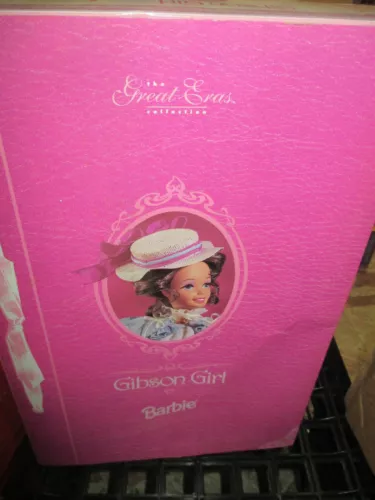 the
Great Eras
collection
Gibson Girl
Barbie